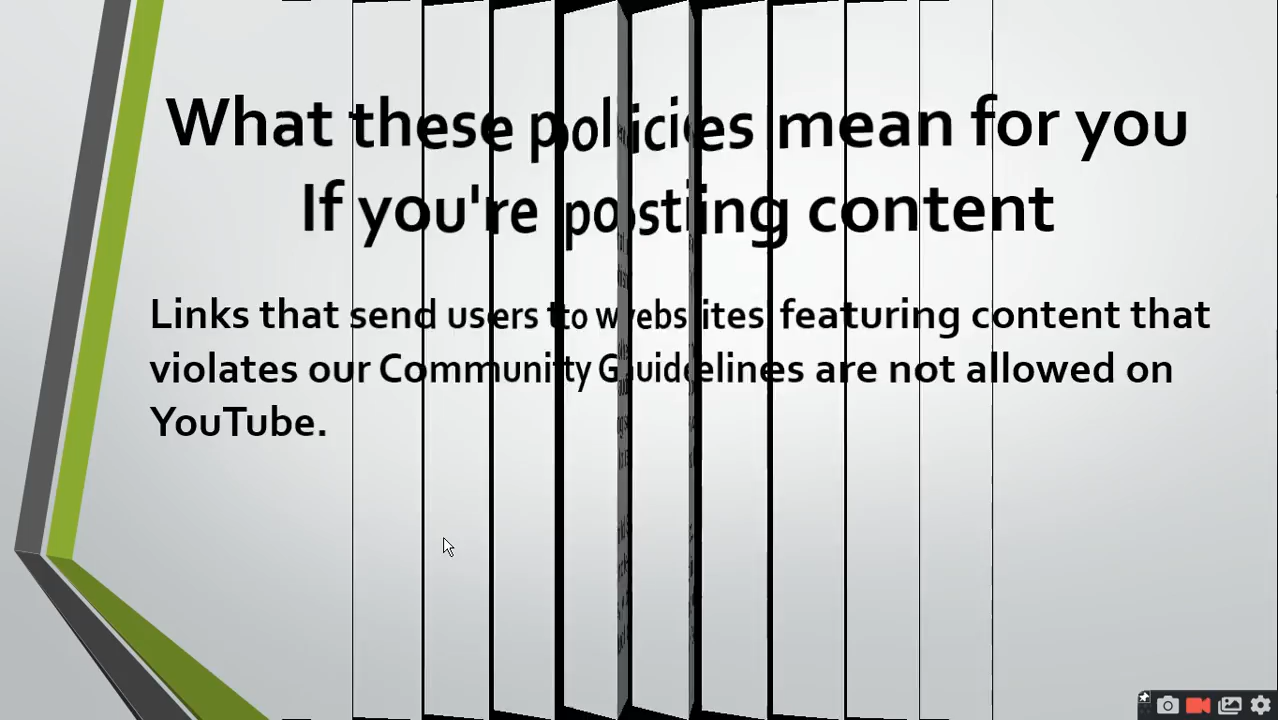 What these policies mean for you
If you're posting content
Links that send users to websites featuring content that
violates our Community Guidelines are not allowed on
YouTube.